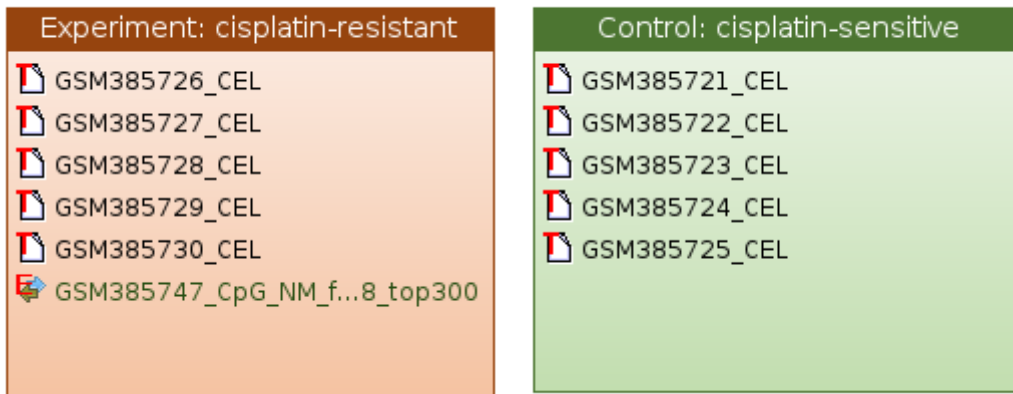 Experiment: cisplatin-resistant
GSM385726_CEL
GSM385727_CEL
GSM385728_CEL
GSM385729_CEL
GSM385730_CEL
GSM385747_CpG_NM_f...8_top300
Control: cisplatin-sensitive
GSM385721_CEL
GSM385722_CEL
GSM385723_CEL
GSM385724_CEL
GSM385725_CEL